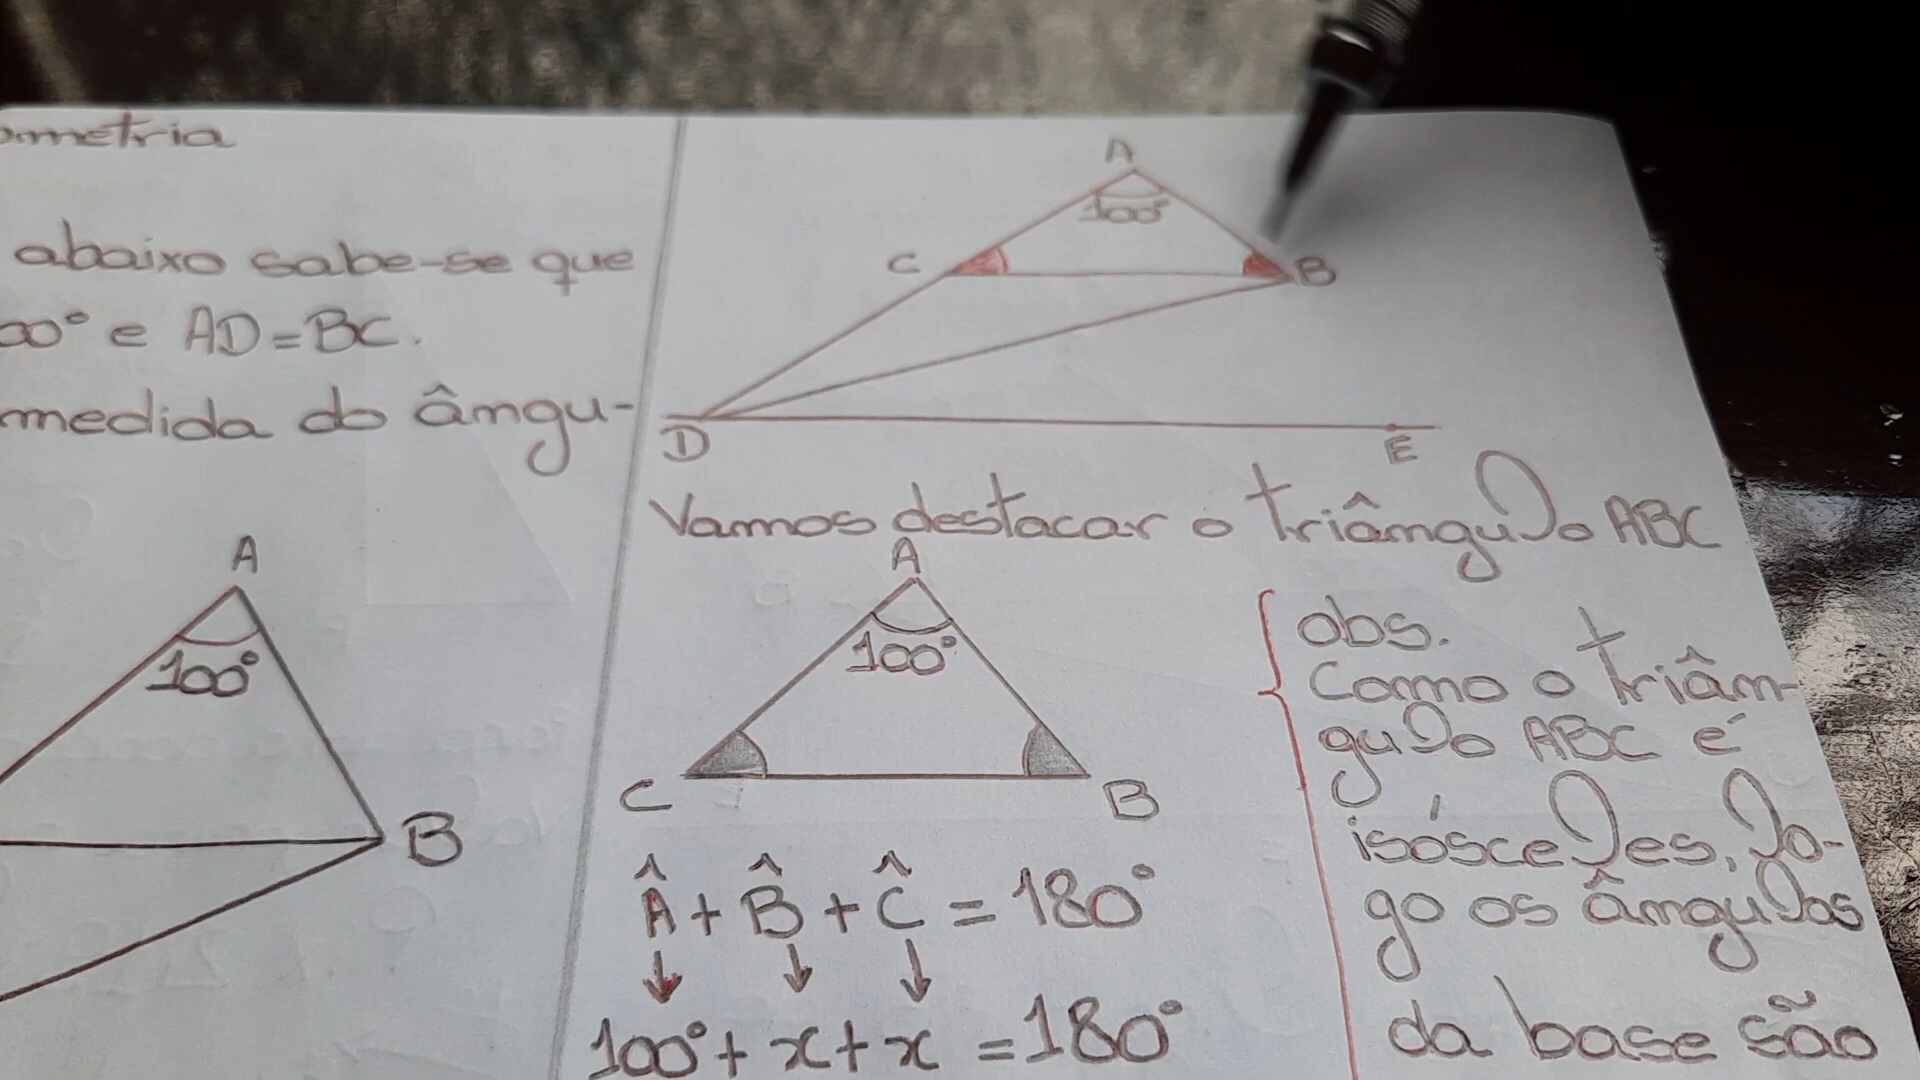 ometria
abaixo sabe-se que
00° e AD=BC.
medida do ângu-
A
100°
B
A
100°
C
B
D
E
Vamos destacar o triângulo ABC
A
100°
C
B
Â+B̂+Ĉ=180°
↓ ↓ ↓
100°+x+x=180°
obs.
Como o triân-
gulo ABC é
isósceles, lo-
go os ângulos
da base são